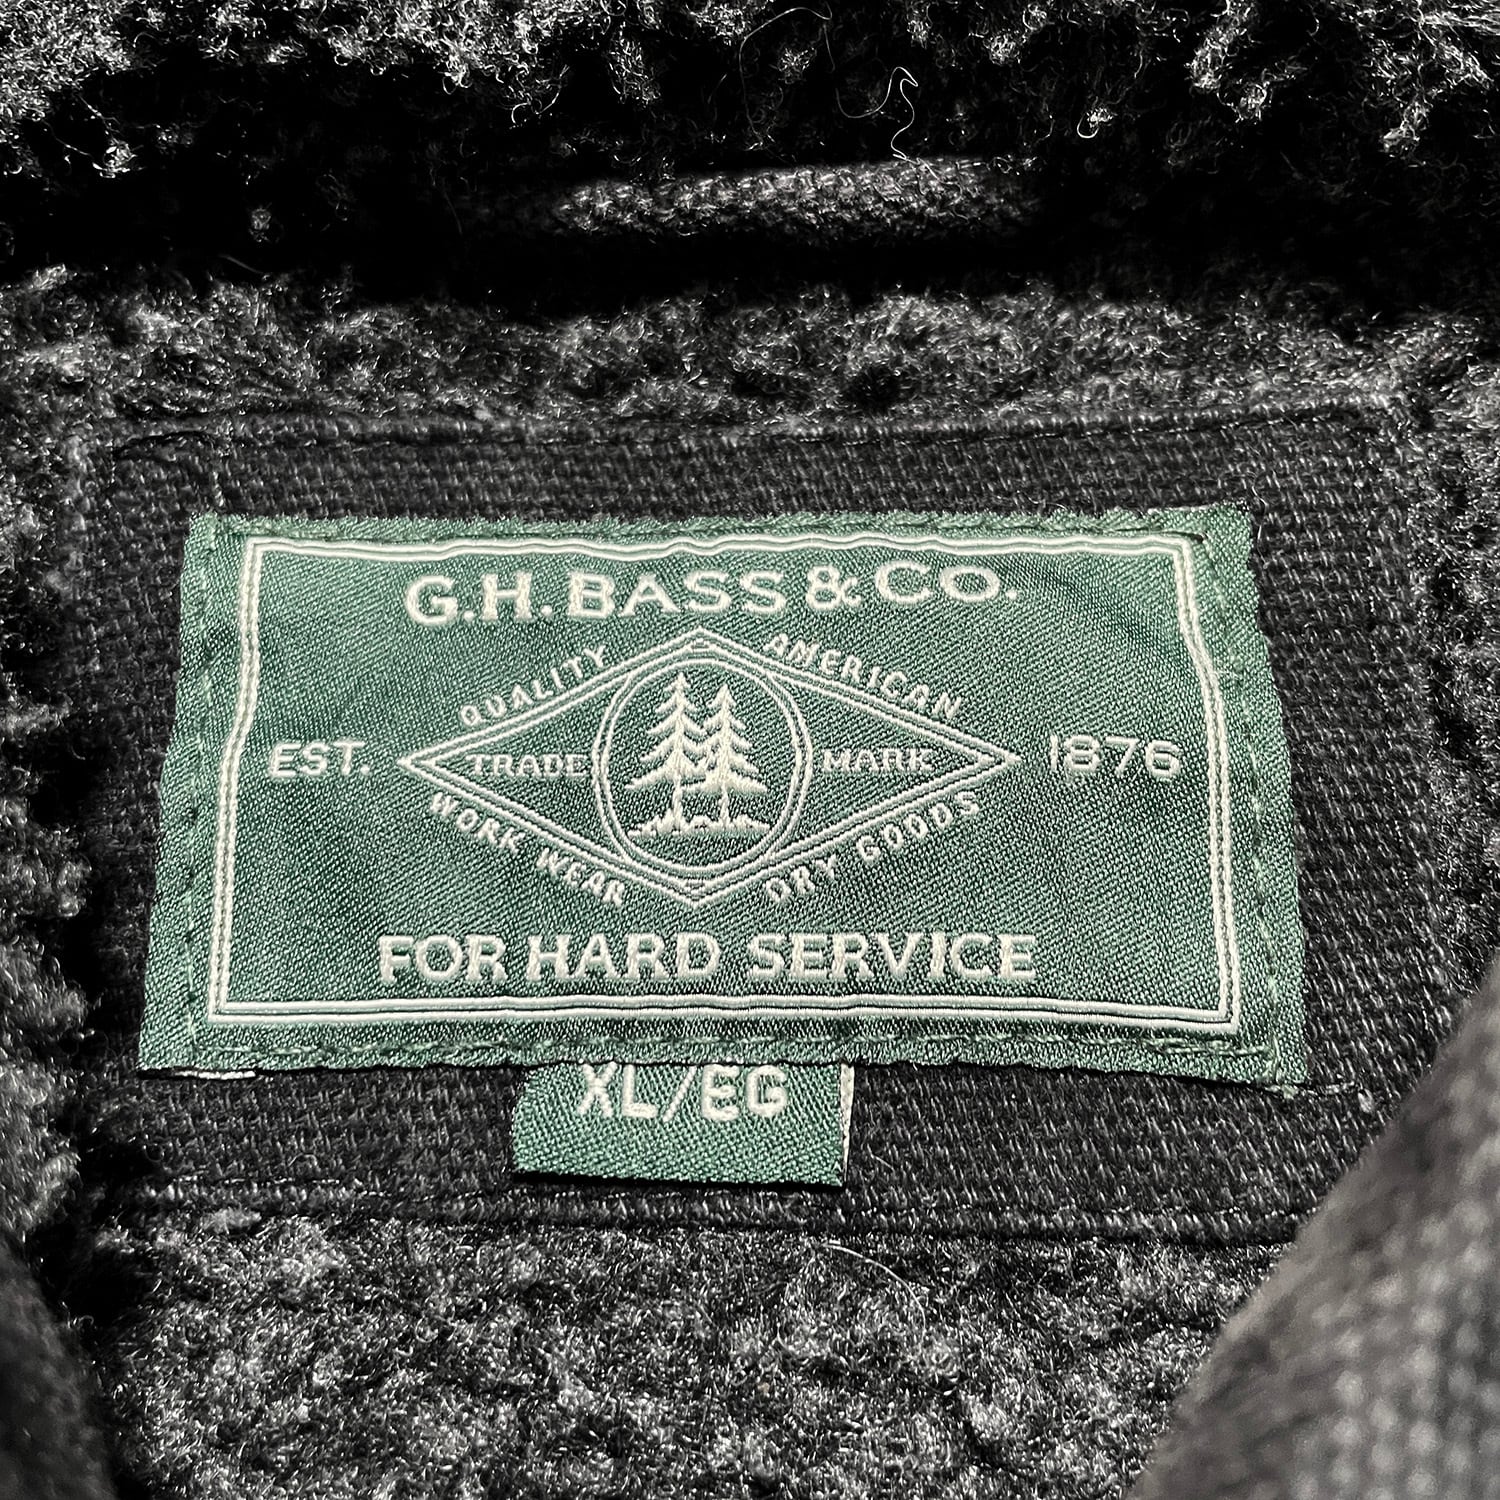 G.H. BASS & CO.
QUALITY AMERICAN
EST. TRADE MARK 1876
WORK WEAR DRY GOODS
FOR HARD SERVICE
XL/EG